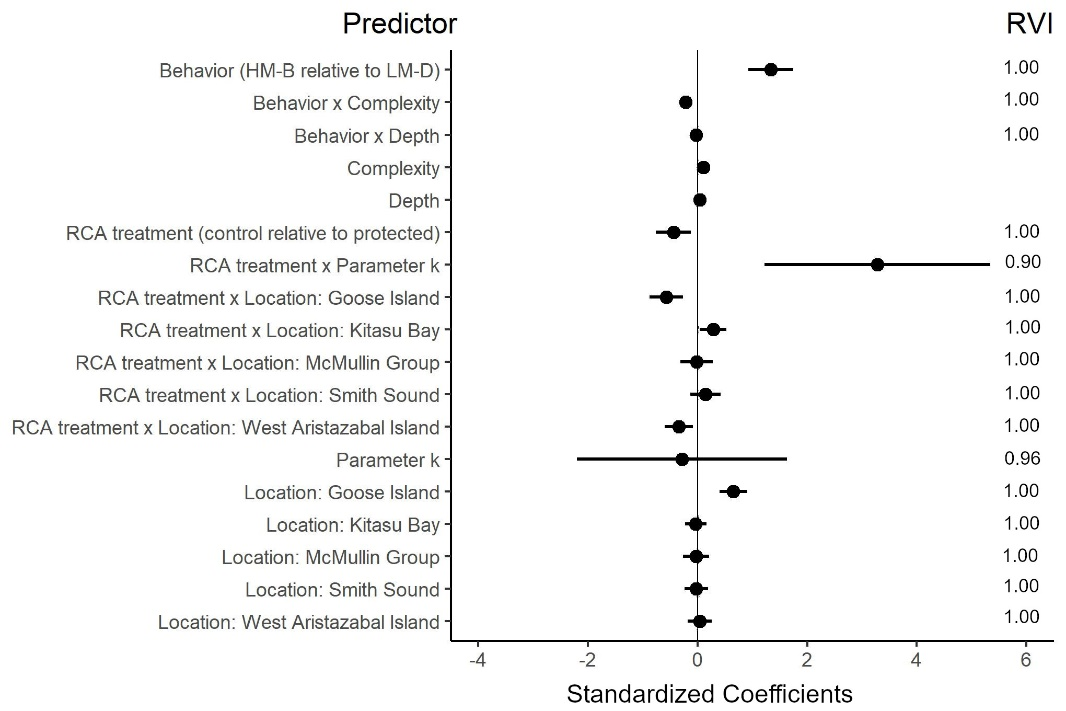 Predictor RVI
Behavior (HM-B relative to LM-D) 1.00
Behavior x Complexity 1.00
Behavior x Depth 1.00
Complexity
Depth
RCA treatment (control relative to protected) 1.00
RCA treatment x Parameter k 0.90
RCA treatment x Location: Goose Island 1.00
RCA treatment x Location: Kitasu Bay 1.00
RCA treatment x Location: McMullin Group 1.00
RCA treatment x Location: Smith Sound 1.00
RCA treatment x Location: West Aristazabal Island 1.00
Parameter k 0.96
Location: Goose Island 1.00
Location: Kitasu Bay 1.00
Location: McMullin Group 1.00
Location: Smith Sound 1.00
Location: West Aristazabal Island 1.00
-4 -2 0 2 4 6
Standardized Coefficients